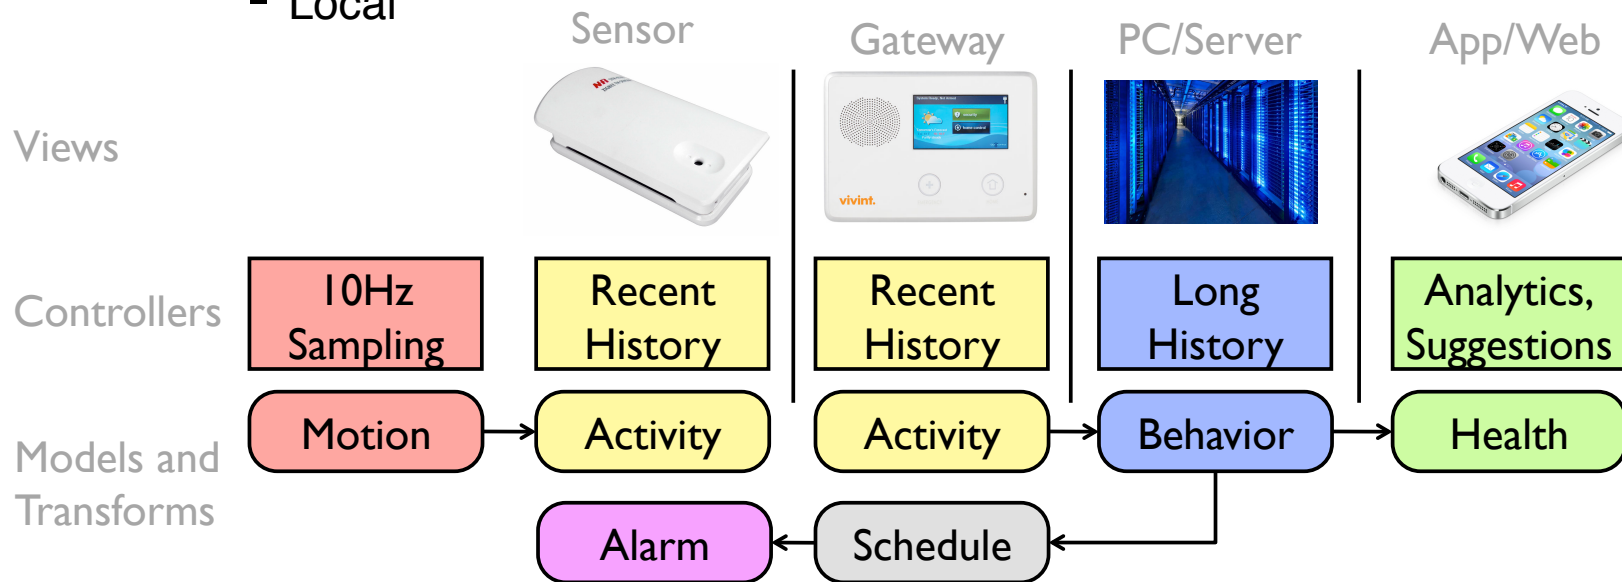 Local
Sensor
Gateway
PC/Server
App/Web
Views
vivint.
Controllers
10Hz
Sampling
Recent
History
Recent
History
Long
History
Analytics,
Suggestions
Models and
Transforms
Motion
Activity
Activity
Behavior
Health
Alarm
Schedule